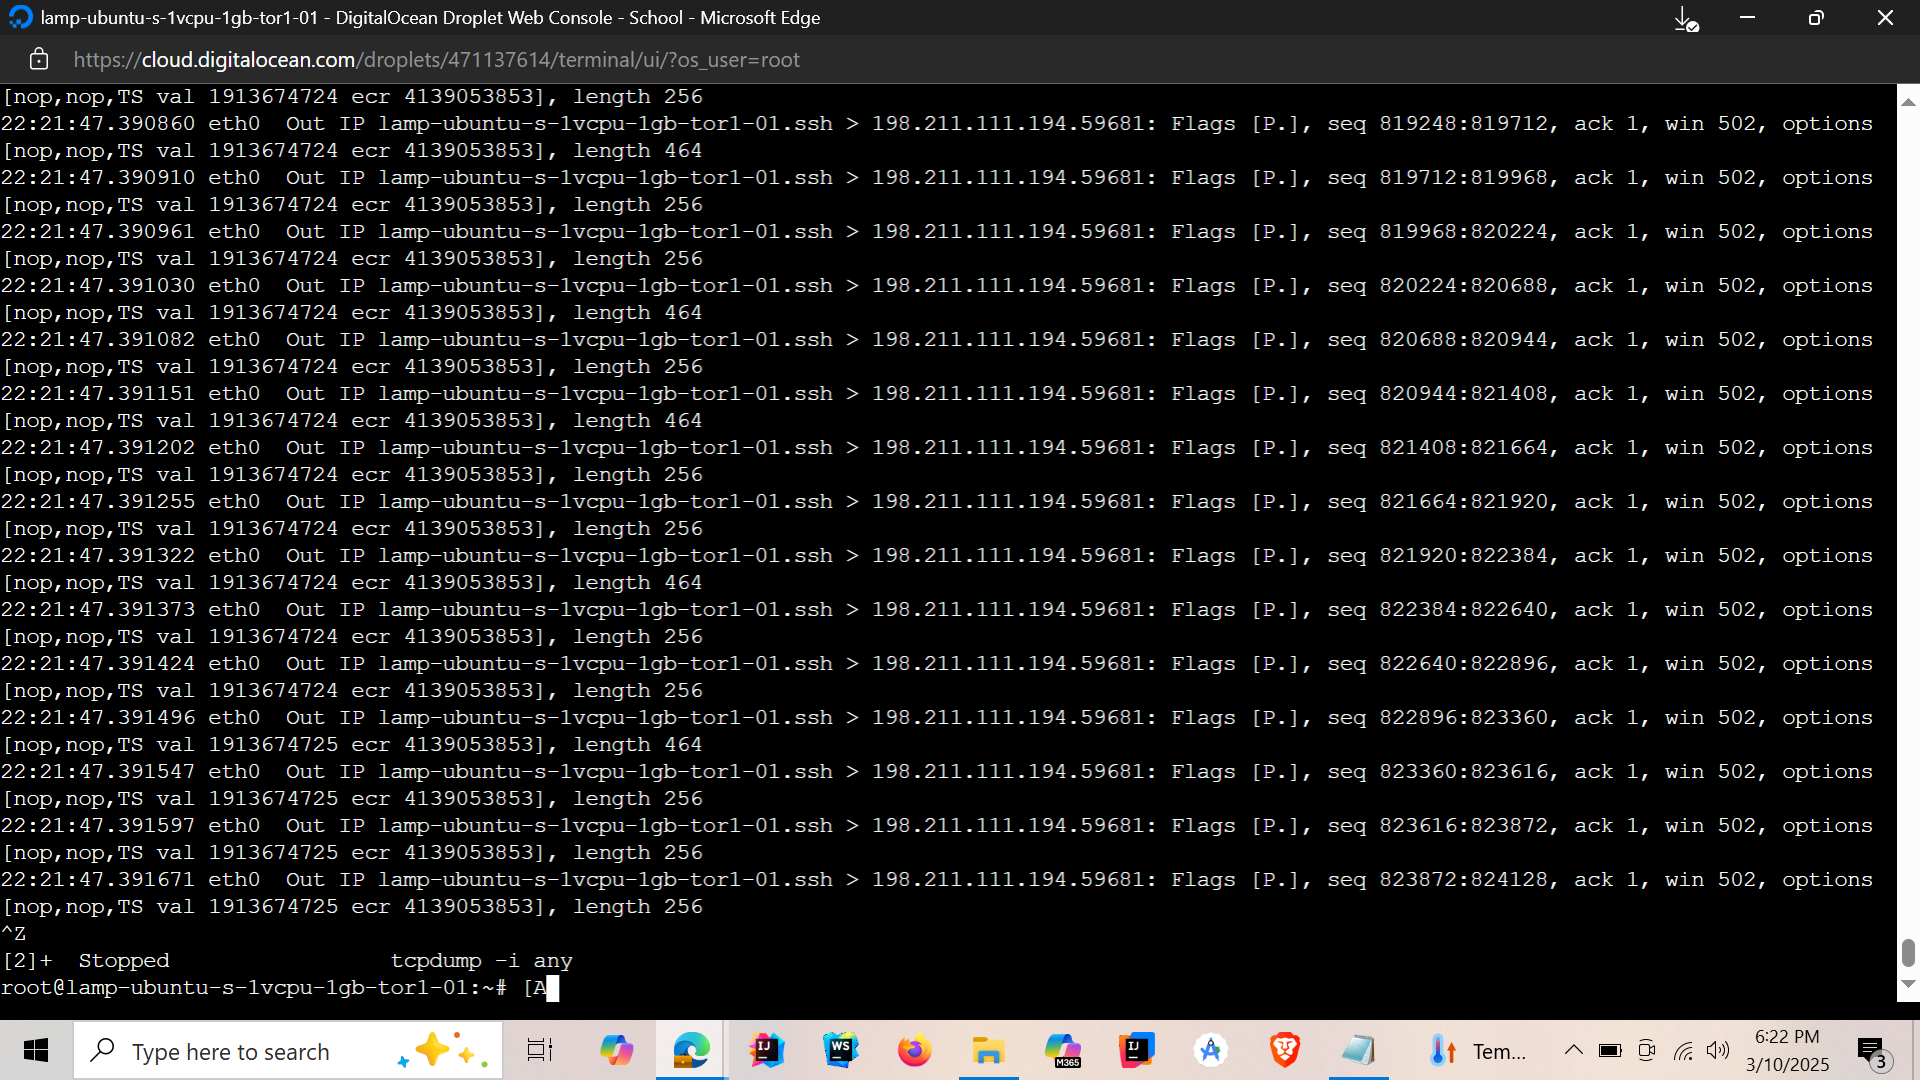 lamp-ubuntu-s-1vcpu-1gb-tor1-01 - DigitalOcean Droplet Web Console - School - Microsoft Edge
https://cloud.digitalocean.com/droplets/471137614/terminal/ui/?os_user=root
[nop,nop,TS val 1913674724 ecr 4139053853], length 256
22:21:47.390860 eth0  Out IP lamp-ubuntu-s-1vcpu-1gb-tor1-01.ssh > 198.211.111.194.59681: Flags [P.], seq 819248:819712, ack 1, win 502, options
[nop,nop,TS val 1913674724 ecr 4139053853], length 464
22:21:47.390910 eth0  Out IP lamp-ubuntu-s-1vcpu-1gb-tor1-01.ssh > 198.211.111.194.59681: Flags [P.], seq 819712:819968, ack 1, win 502, options
[nop,nop,TS val 1913674724 ecr 4139053853], length 256
22:21:47.390961 eth0  Out IP lamp-ubuntu-s-1vcpu-1gb-tor1-01.ssh > 198.211.111.194.59681: Flags [P.], seq 819968:820224, ack 1, win 502, options
[nop,nop,TS val 1913674724 ecr 4139053853], length 256
22:21:47.391030 eth0  Out IP lamp-ubuntu-s-1vcpu-1gb-tor1-01.ssh > 198.211.111.194.59681: Flags [P.], seq 820224:820688, ack 1, win 502, options
[nop,nop,TS val 1913674724 ecr 4139053853], length 464
22:21:47.391082 eth0  Out IP lamp-ubuntu-s-1vcpu-1gb-tor1-01.ssh > 198.211.111.194.59681: Flags [P.], seq 820688:820944, ack 1, win 502, options
[nop,nop,TS val 1913674724 ecr 4139053853], length 256
22:21:47.391151 eth0  Out IP lamp-ubuntu-s-1vcpu-1gb-tor1-01.ssh > 198.211.111.194.59681: Flags [P.], seq 820944:821408, ack 1, win 502, options
[nop,nop,TS val 1913674724 ecr 4139053853], length 464
22:21:47.391202 eth0  Out IP lamp-ubuntu-s-1vcpu-1gb-tor1-01.ssh > 198.211.111.194.59681: Flags [P.], seq 821408:821664, ack 1, win 502, options
[nop,nop,TS val 1913674724 ecr 4139053853], length 256
22:21:47.391255 eth0  Out IP lamp-ubuntu-s-1vcpu-1gb-tor1-01.ssh > 198.211.111.194.59681: Flags [P.], seq 821664:821920, ack 1, win 502, options
[nop,nop,TS val 1913674724 ecr 4139053853], length 256
22:21:47.391322 eth0  Out IP lamp-ubuntu-s-1vcpu-1gb-tor1-01.ssh > 198.211.111.194.59681: Flags [P.], seq 821920:822384, ack 1, win 502, options
[nop,nop,TS val 1913674724 ecr 4139053853], length 464
22:21:47.391373 eth0  Out IP lamp-ubuntu-s-1vcpu-1gb-tor1-01.ssh > 198.211.111.194.59681: Flags [P.], seq 822384:822640, ack 1, win 502, options
[nop,nop,TS val 1913674724 ecr 4139053853], length 256
22:21:47.391424 eth0  Out IP lamp-ubuntu-s-1vcpu-1gb-tor1-01.ssh > 198.211.111.194.59681: Flags [P.], seq 822640:822896, ack 1, win 502, options
[nop,nop,TS val 1913674724 ecr 4139053853], length 256
22:21:47.391496 eth0  Out IP lamp-ubuntu-s-1vcpu-1gb-tor1-01.ssh > 198.211.111.194.59681: Flags [P.], seq 822896:823360, ack 1, win 502, options
[nop,nop,TS val 1913674725 ecr 4139053853], length 464
22:21:47.391547 eth0  Out IP lamp-ubuntu-s-1vcpu-1gb-tor1-01.ssh > 198.211.111.194.59681: Flags [P.], seq 823360:823616, ack 1, win 502, options
[nop,nop,TS val 1913674725 ecr 4139053853], length 256
22:21:47.391597 eth0  Out IP lamp-ubuntu-s-1vcpu-1gb-tor1-01.ssh > 198.211.111.194.59681: Flags [P.], seq 823616:823872, ack 1, win 502, options
[nop,nop,TS val 1913674725 ecr 4139053853], length 256
22:21:47.391671 eth0  Out IP lamp-ubuntu-s-1vcpu-1gb-tor1-01.ssh > 198.211.111.194.59681: Flags [P.], seq 823872:824128, ack 1, win 502, options
[nop,nop,TS val 1913674725 ecr 4139053853], length 256
^Z
[2]+  Stopped                 tcpdump -i any
root@lamp-ubuntu-s-1vcpu-1gb-tor1-01:~# [A
Type here to search
IJ
WS
M365
IJ
Tem...
6:22 PM
3/10/2025
3